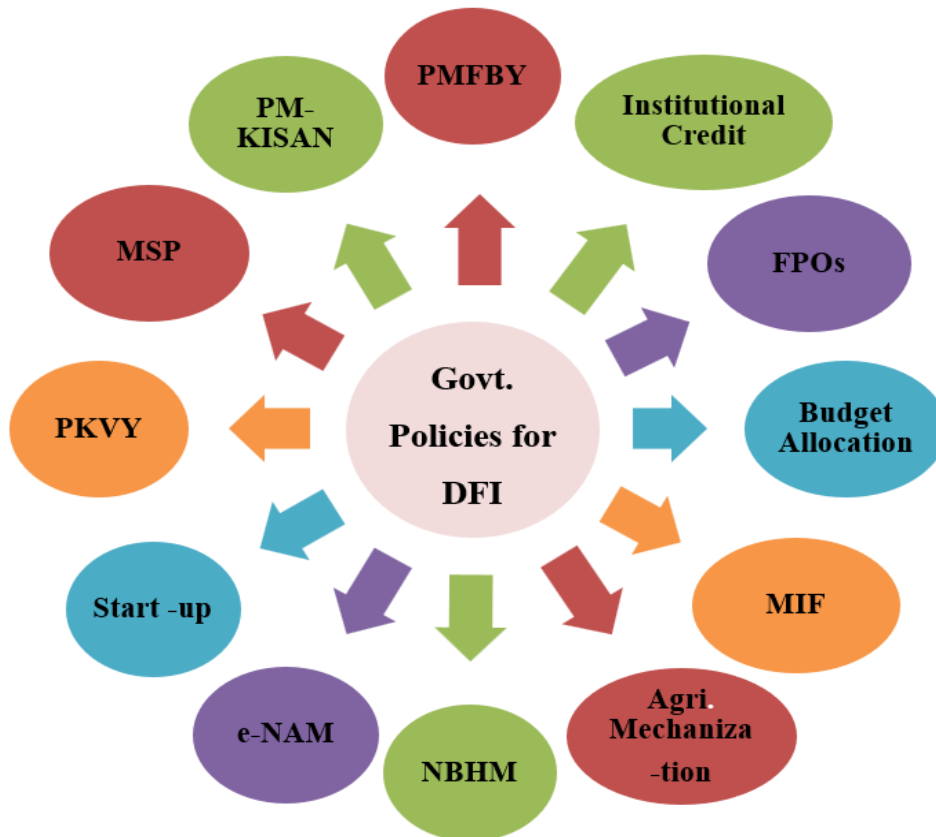 PMFBY
Institutional
Credit
FPOs
Budget
Allocation
MIF
Agri.
Mechaniza
-tion
NBHM
e-NAM
Start -up
PKVY
MSP
PM-
KISAN
Govt.
Policies for
DFI